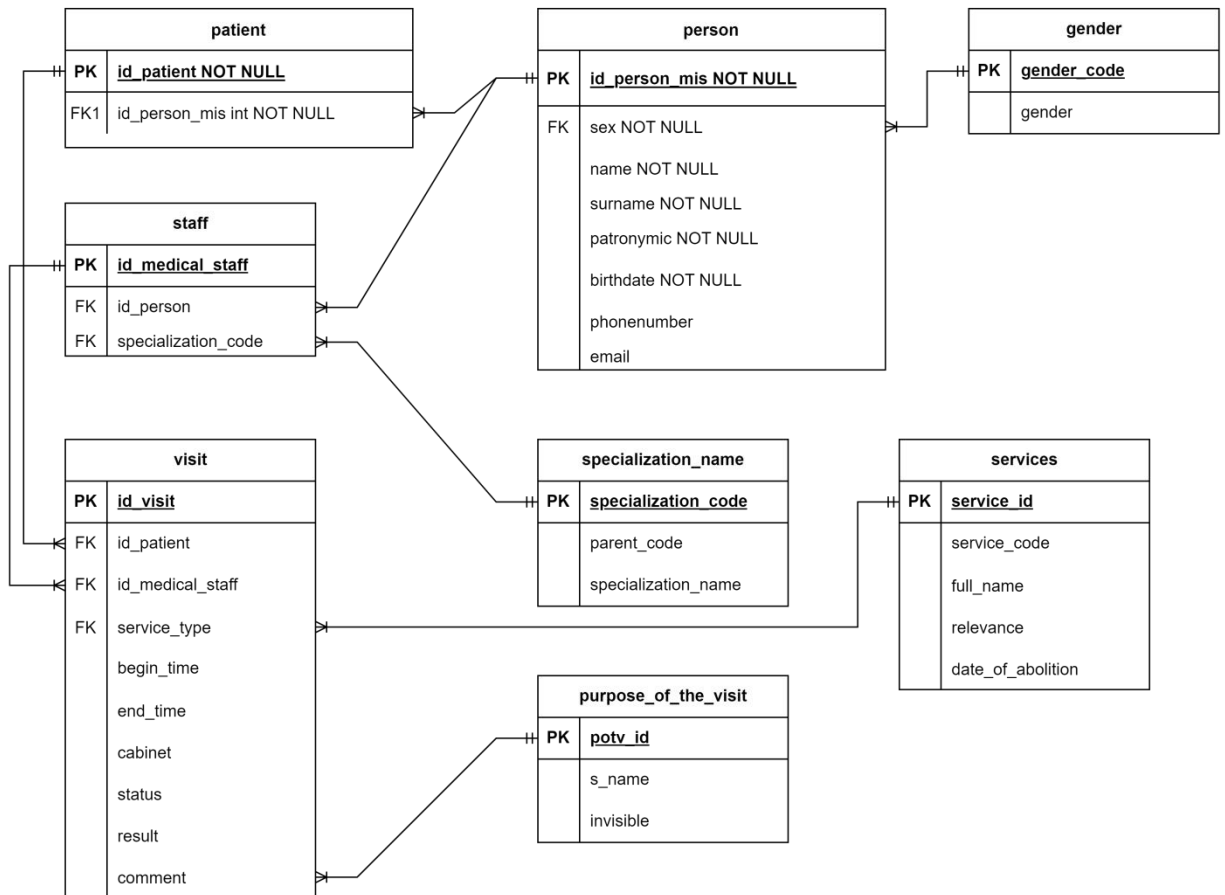 patient
PK id_patient NOT NULL
FK1 id_person_mis int NOT NULL
person
PK id_person_mis NOT NULL
FK sex NOT NULL
name NOT NULL
surname NOT NULL
patronymic NOT NULL
birthdate NOT NULL
phonenumber
email
gender
PK gender_code
gender
staff
PK id_medical_staff
FK id_person
FK specialization_code
visit
PK id_visit
FK id_patient
FK id_medical_staff
FK service_type
begin_time
end_time
cabinet
status
result
comment
specialization_name
PK specialization_code
parent_code
specialization_name
services
PK service_id
service_code
full_name
relevance
date_of_abolition
purpose_of_the_visit
PK potv_id
s_name
invisible